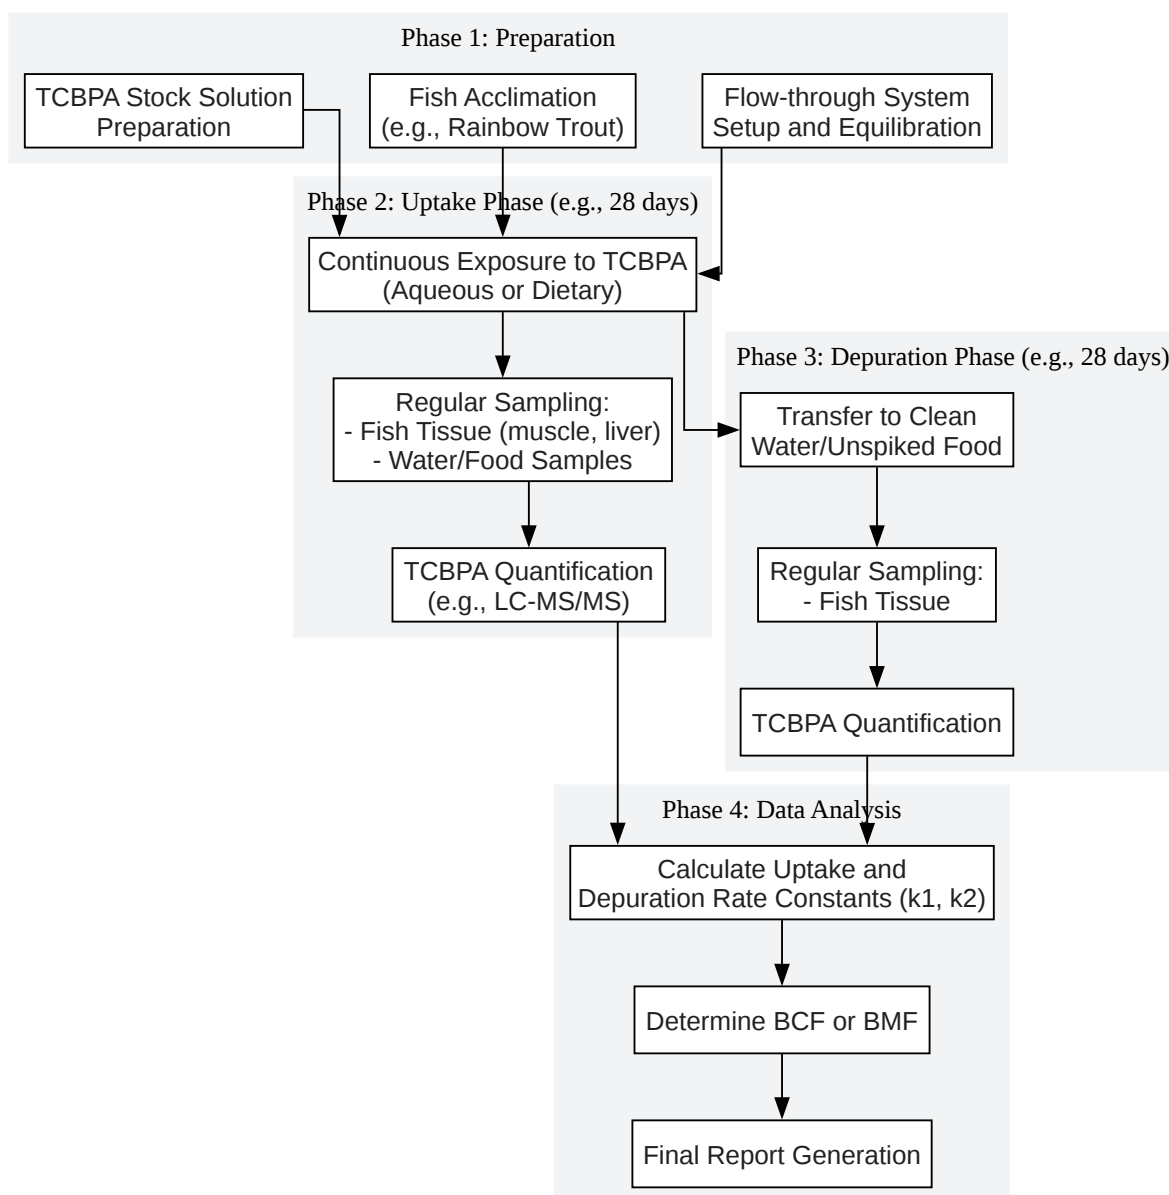 Phase 1: Preparation
TCBPA Stock Solution
Preparation
Fish Acclimation
(e.g., Rainbow Trout)
Flow-through System
Setup and Equilibration
Phase 2: Uptake Phase (e.g., 28 days)
Continuous Exposure to TCBPA
(Aqueous or Dietary)
Regular Sampling:
- Fish Tissue (muscle, liver)
- Water/Food Samples
TCBPA Quantification
(e.g., LC-MS/MS)
Phase 3: Depuration Phase (e.g., 28 days)
Transfer to Clean
Water/Unspiked Food
Regular Sampling:
- Fish Tissue
TCBPA Quantification
Phase 4: Data Analysis
Calculate Uptake and
Depuration Rate Constants (k1, k2)
Determine BCF or BMF
Final Report Generation